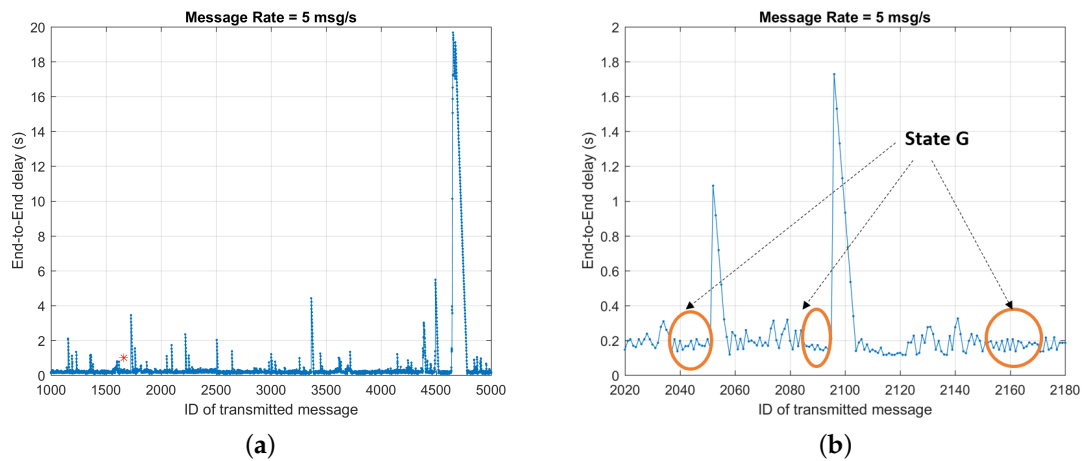 Message Rate = 5 msg/s
End-to-End delay (s)
20
18
16
14
12
10
8
6
4
2
0
1000 1500 2000 2500 3000 3500 4000 4500 5000
ID of transmitted message
(a)
Message Rate = 5 msg/s
End-to-End delay (s)
2
1.8
1.6
1.4
1.2
1
0.8
0.6
0.4
0.2
0
State G
2020 2040 2060 2080 2100 2120 2140 2160 2180
ID of transmitted message
(b)